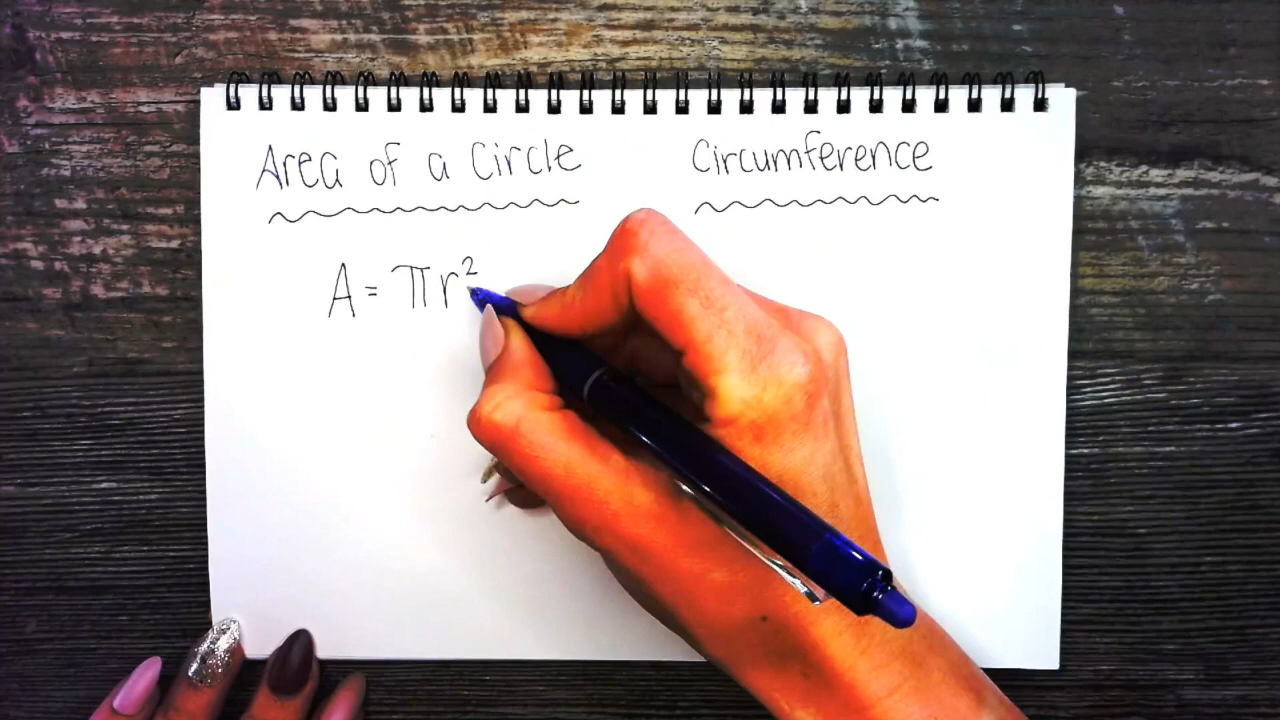 Area of a Circle
Circumference
A = πr²